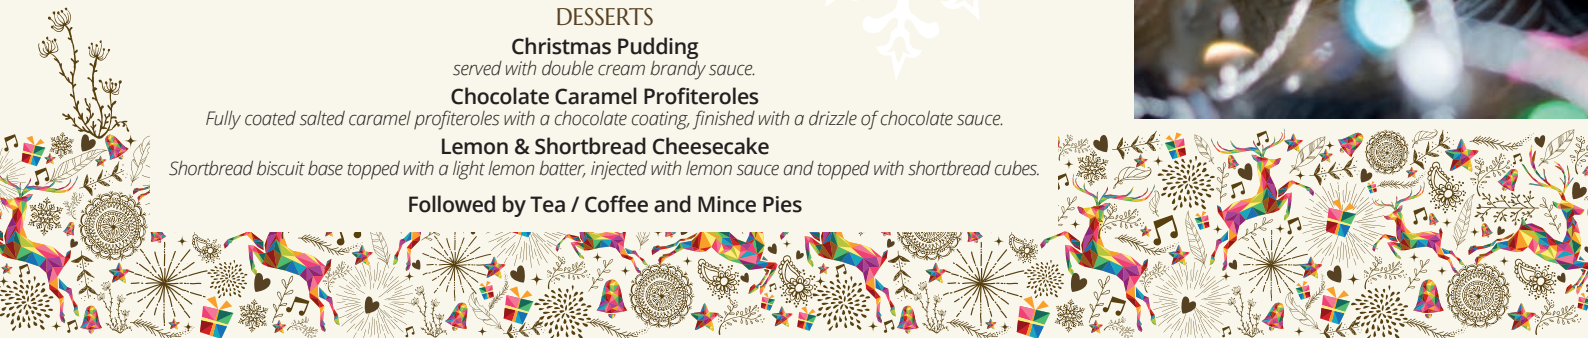 DESSERTS
Christmas Pudding
served with double cream brandy sauce.
Chocolate Caramel Profiteroles
Fully coated salted caramel profiteroles with a chocolate coating, finished with a drizzle of chocolate sauce.
Lemon & Shortbread Cheesecake
Shortbread biscuit base topped with a light lemon batter, injected with lemon sauce and topped with shortbread cubes.
Followed by Tea / Coffee and Mince Pies